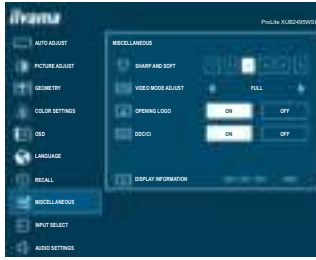 iiyama
ProLite XUB2495WSU
AUTO ADJUST
PICTURE ADJUST
GEOMETRY
COLOR SETTINGS
OSD
LANGUAGE
RECALL
MISCELLANEOUS
INPUT SELECT
AUDIO SETTINGS
MISCELLANEOUS
SHARP AND SOFT
VIDEO MODE ADJUST FULL
OPENING LOGO ON OFF
DDC/CI ON OFF
DISPLAY INFORMATION